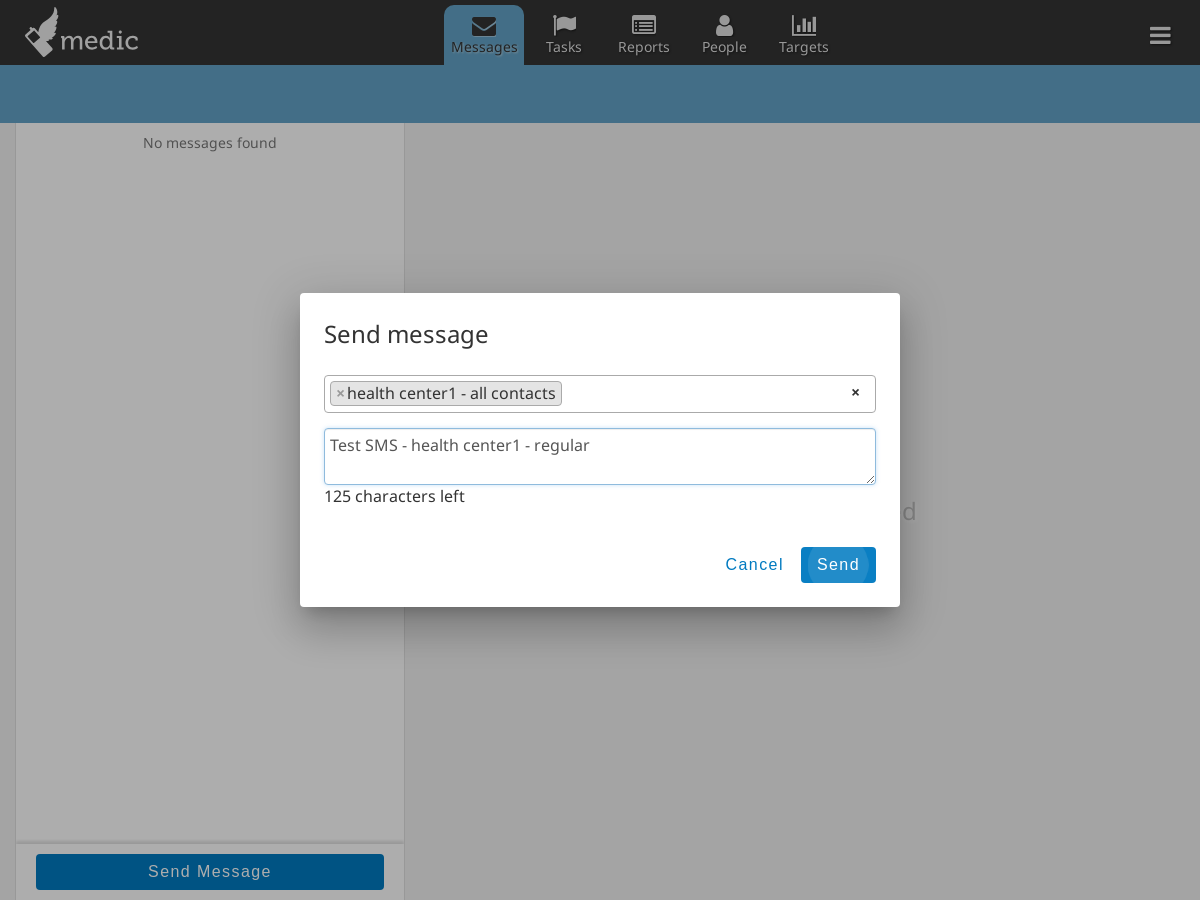 medic
Messages
Tasks
Reports
People
Targets
No messages found
Send message
×health center1 - all contacts ×
Test SMS - health center1 - regular
125 characters left
Cancel
Send
Send Message